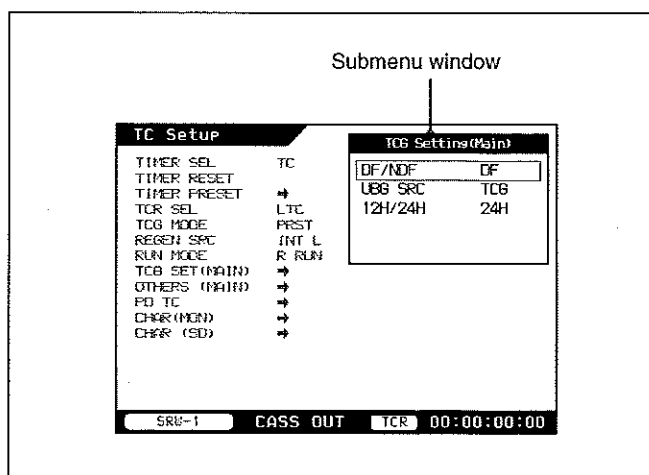 Submenu window
TC Setup
TCG Setting(Main)
TIMER SEL TC
TIMER RESET
TIMER PRESET ➔
TCR SEL LTC
TCG MODE PRST
REGEN SRC INT L
RUN MODE R RUN
TCG SET(MAIN) ➔
OTHERS (MAIN) ➔
PD TC ➔
CHAR(MON) ➔
CHAR (SD) ➔
DF/NDF DF
UBG SRC TCG
12H/24H 24H
SRW-1 CASS OUT TCR 00:00:00:00